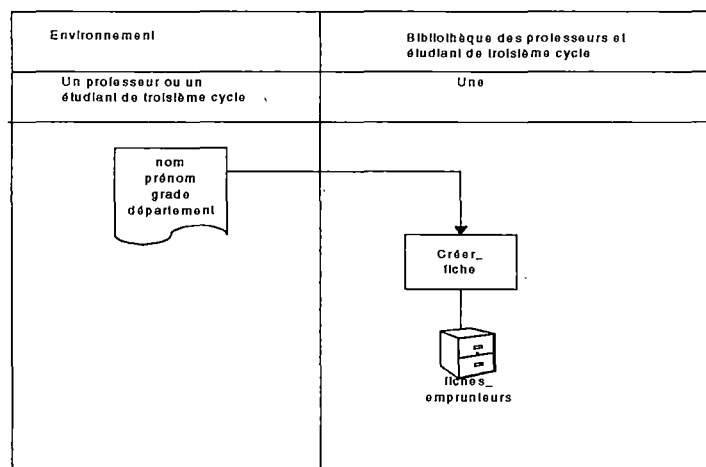 Environnement
Bibliothèque des professeurs et
étudiant de troisième cycle
Un professeur ou un
étudiant de troisième cycle
Une
nom
prénom
grade
département
Créer_
fiche
fiches_
emprunteurs